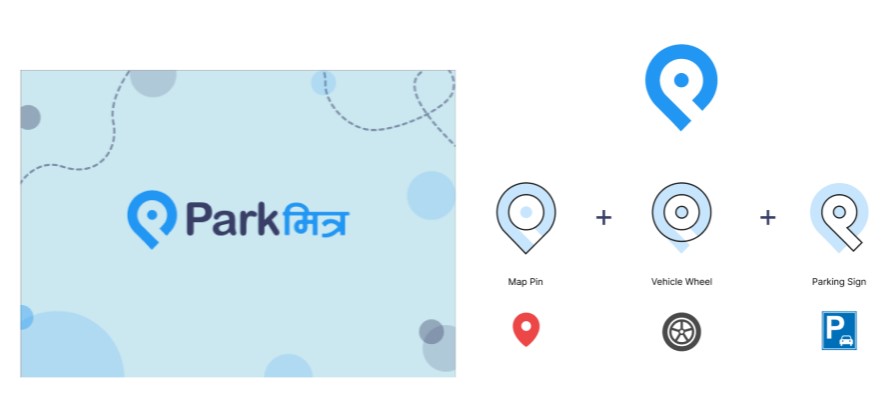 Parkमित्र
+
+
Map Pin
Vehicle Wheel
Parking Sign
P